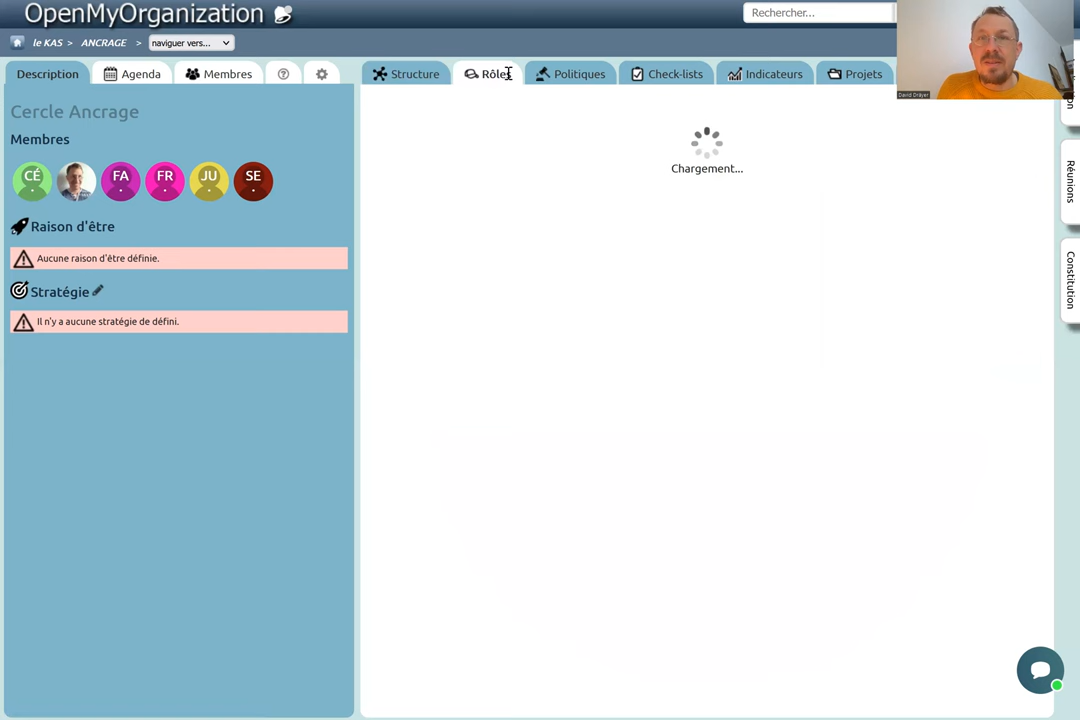 OpenMyOrganization
Rechercher...
le KAS > ANCRAGE > naviguer vers...
Description
Agenda
Membres
Structure
Rôles
Politiques
Check-lists
Indicateurs
Projets
David Dräyer
Cercle Ancrage
Membres
CÉ
FA
FR
JU
SE
Raison d'être
Aucune raison d'être définie.
Stratégie
Il n'y a aucune stratégie de défini.
Chargement...
Réunions
Constitution